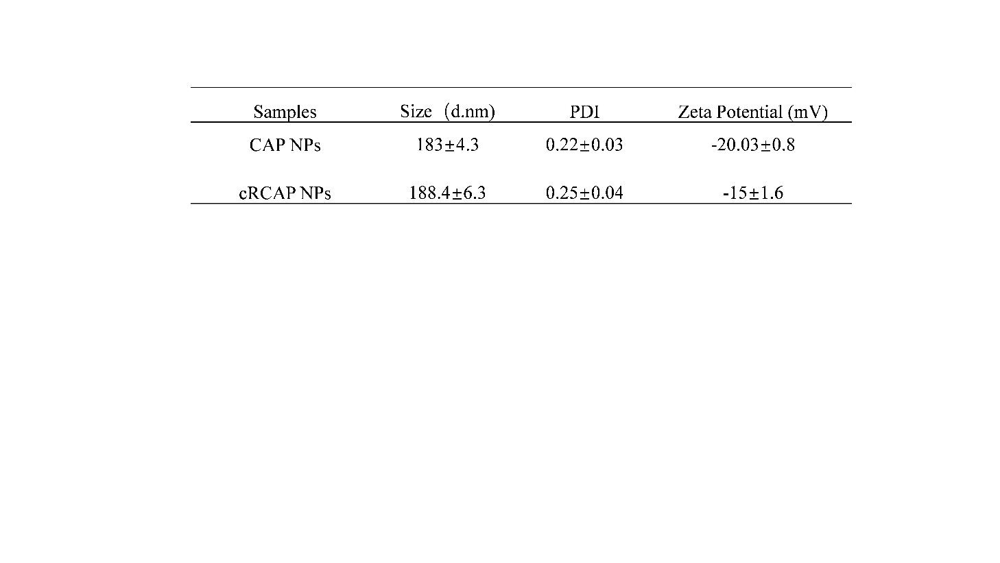 Samples Size（d.nm) PDI Zeta Potential (mV)
CAP NPs 183±4.3 0.22±0.03 -20.03±0.8
cRCAP NPs 188.4±6.3 0.25±0.04 -15±1.6